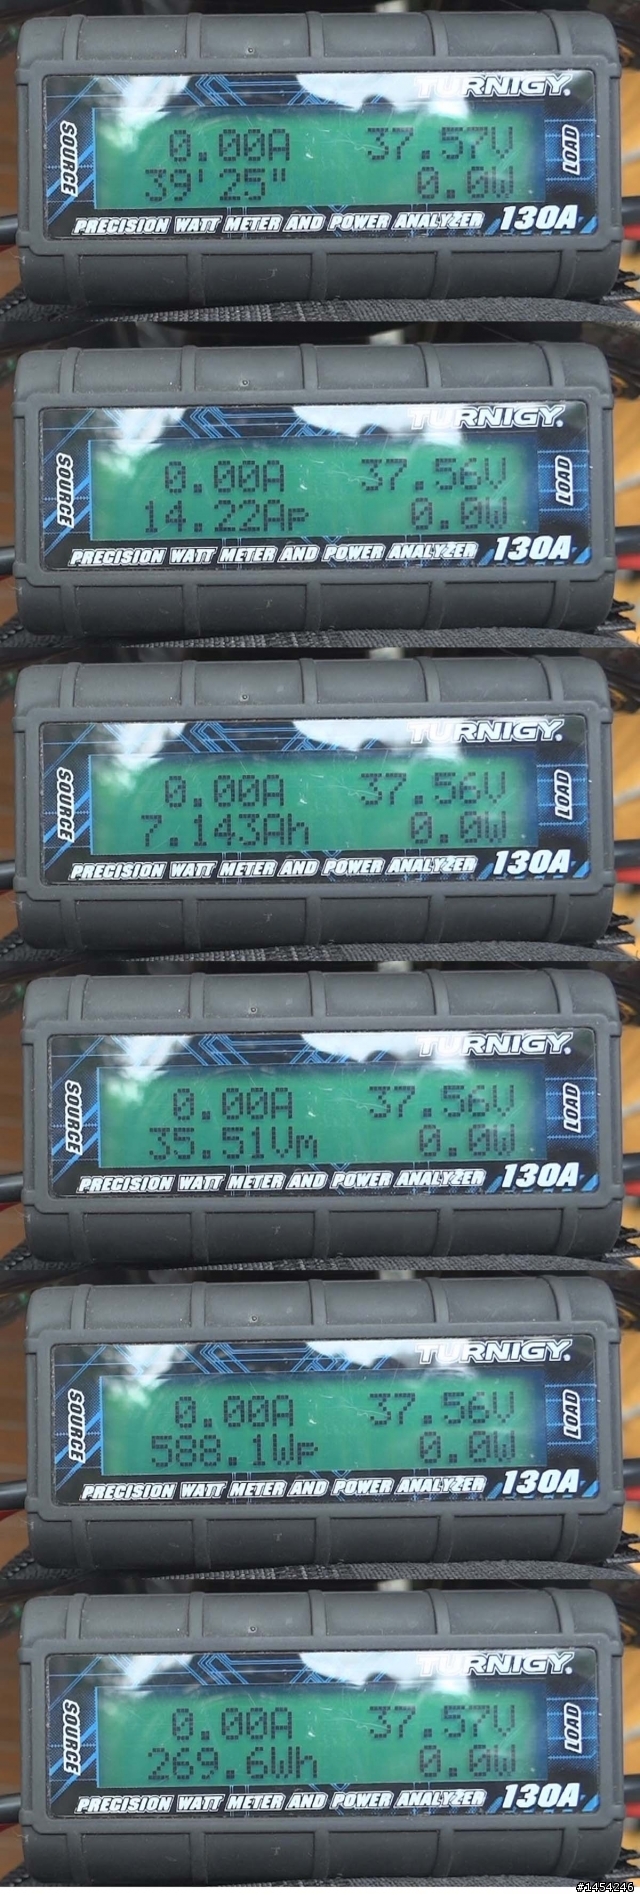 TURNIGY.
SOURCE
0.00A 37.57V
39'25" 0.0W
LOAD
PRECISION WATT METER AND POWER ANALYZER 130A
TURNIGY.
SOURCE
0.00A 37.56V
14.22Ap 0.0W
LOAD
PRECISION WATT METER AND POWER ANALYZER 130A
TURNIGY.
SOURCE
0.00A 37.56V
7.143Ah 0.0W
LOAD
PRECISION WATT METER AND POWER ANALYZER 130A
TURNIGY.
SOURCE
0.00A 37.56V
35.51Vm 0.0W
LOAD
PRECISION WATT METER AND POWER ANALYZER 130A
TURNIGY.
SOURCE
0.00A 37.56V
588.1Wp 0.0W
LOAD
PRECISION WATT METER AND POWER ANALYZER 130A
TURNIGY.
SOURCE
0.00A 37.57V
269.6Wh 0.0W
LOAD
PRECISION WATT METER AND POWER ANALYZER 130A
#1454246